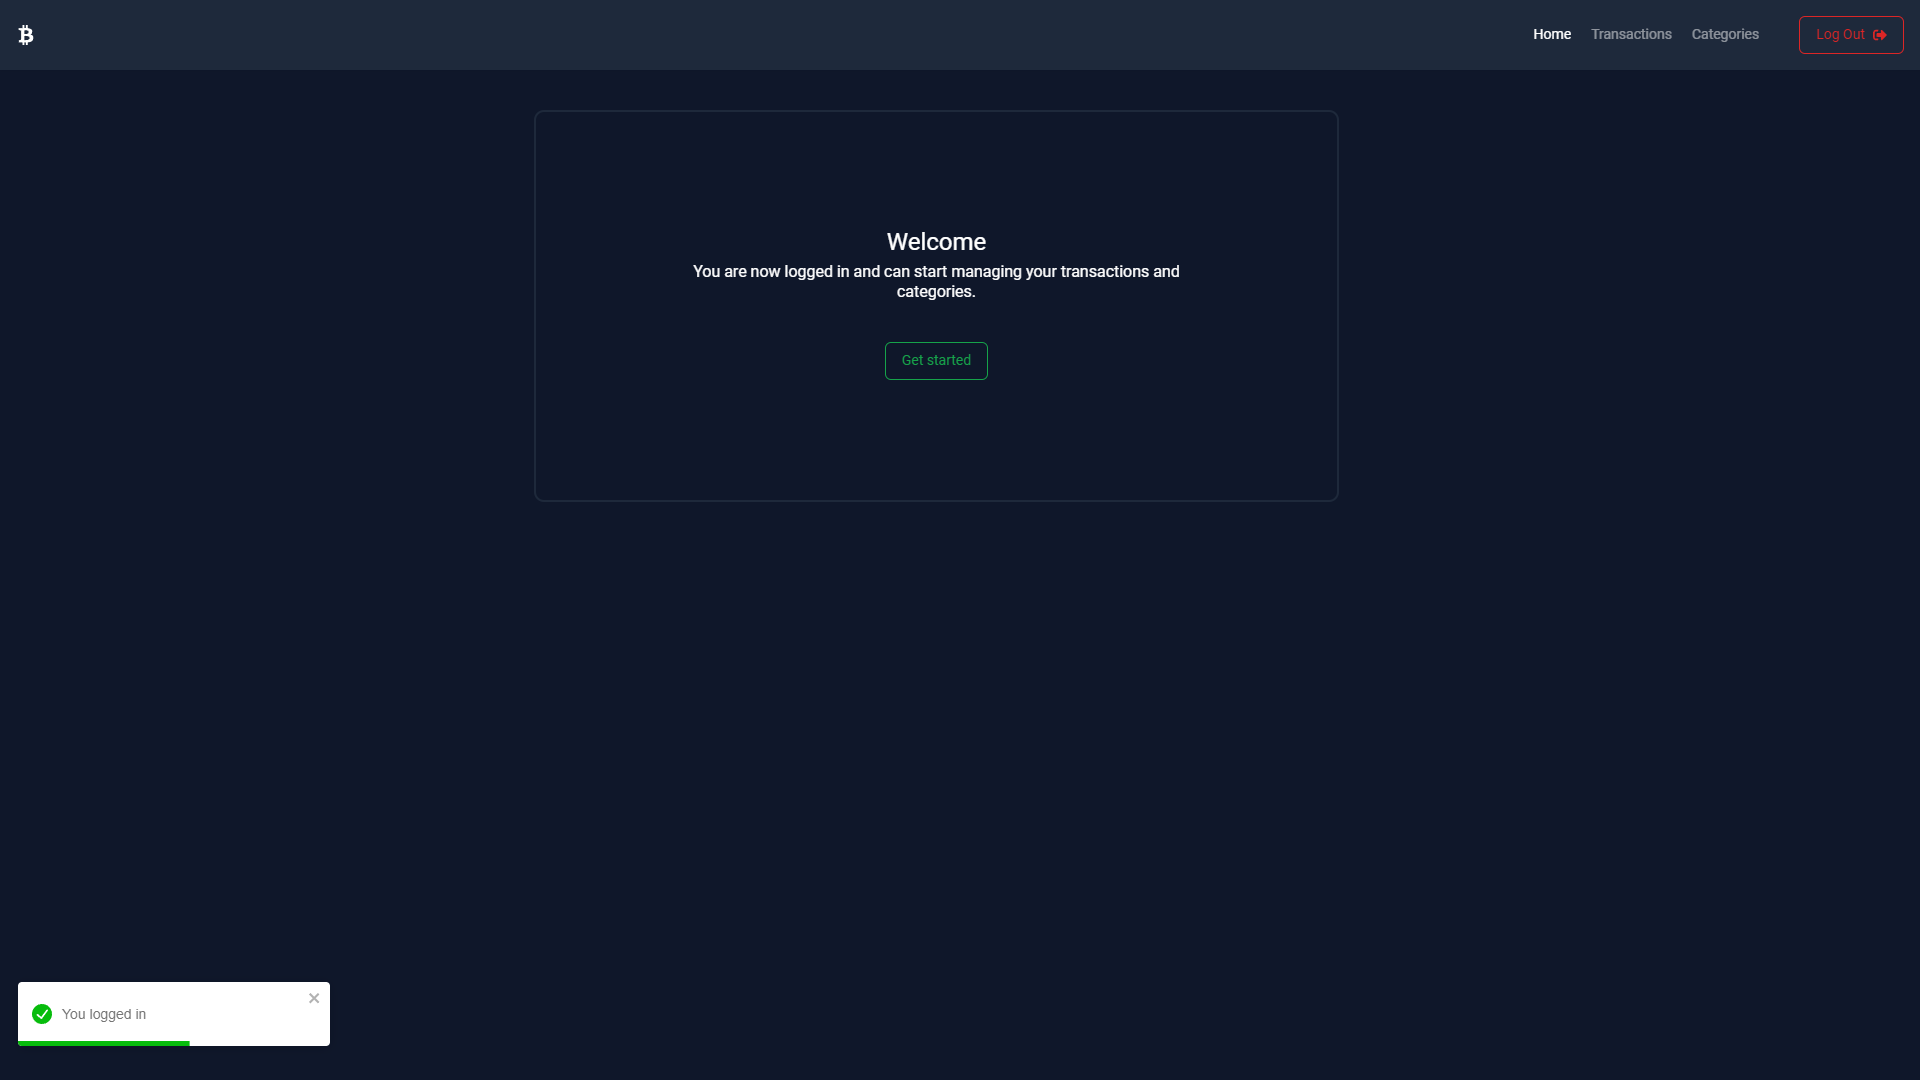 Home
Transactions
Categories
Log Out
Welcome
You are now logged in and can start managing your transactions and
categories.
Get started
You logged in